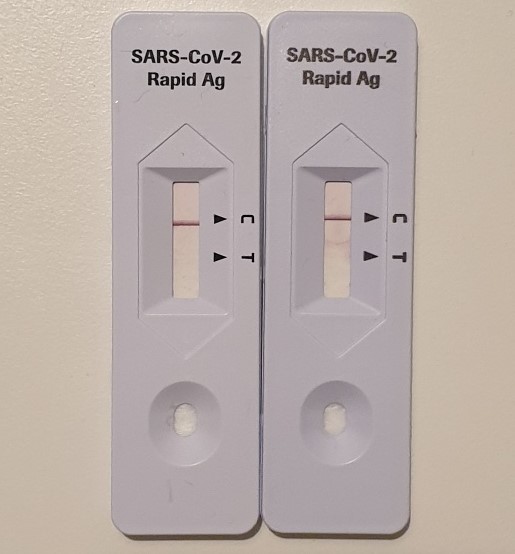 SARS-CoV-2
Rapid Ag
C
T
SARS-CoV-2
Rapid Ag
C
T